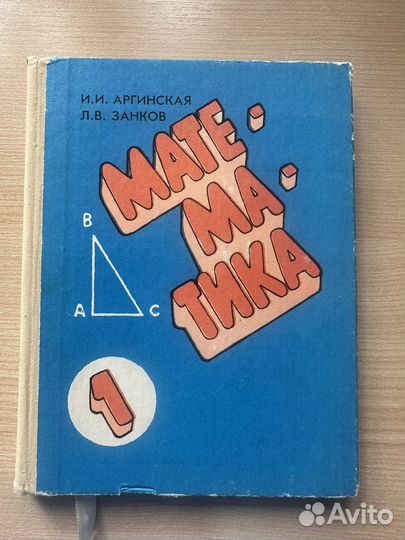 И.И. АРГИНСКАЯ
Л.В. ЗАНКОВ
МАТЕ-
МА-
ТИКА
B
A C
1
Avito